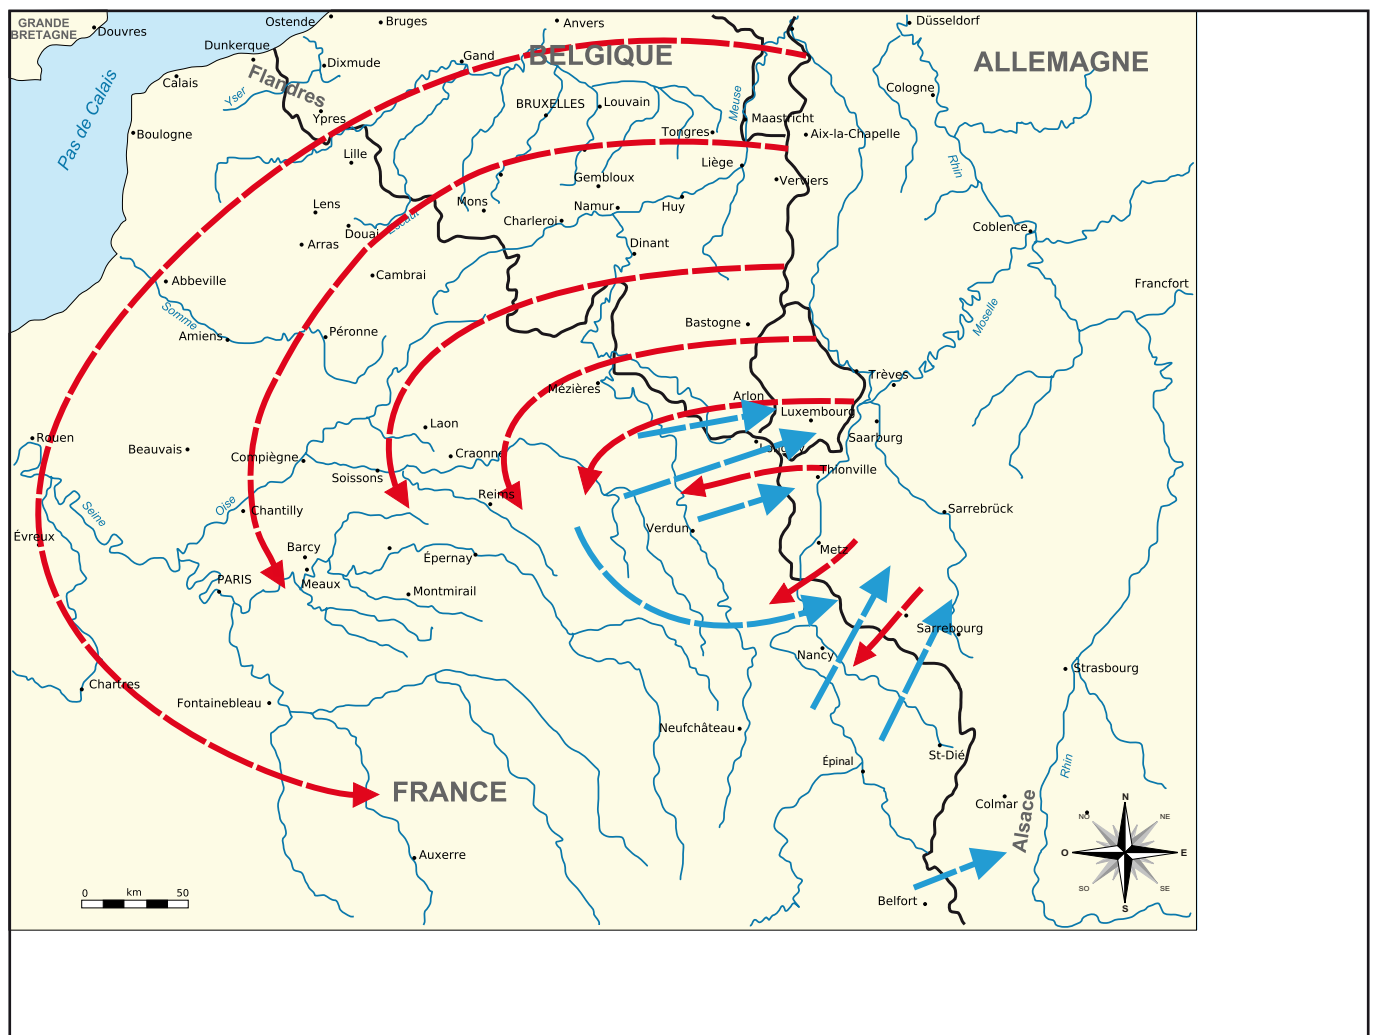 GRANDE
BRETAGNE
Douvres
Ostende
Bruges
Anvers
Düsseldorf
Dunkerque
Gand
BELGIQUE
ALLEMAGNE
Dixmude
Calais
Flandres
Yser
Pas de Calais
Ypres
BRUXELLES
Louvain
Meuse
Cologne
Maastricht
Boulogne
Tongres
Aix-la-Chapelle
Lille
Liège
Rhin
Gembloux
Verviers
Lens
Mons
Namur
Huy
Charleroi
Escaut
Douai
Coblence
Arras
Dinant
Cambrai
Abbeville
Francfort
Somme
Moselle
Bastogne
Amiens
Péronne
Trèves
Mézières
Arlon
Luxembourg
Laon
Rouen
Saarburg
Beauvais
Longwy
Compiègne
Craonne
Soissons
Thionville
Reims
Seine
Oise
Chantilly
Sarrebrück
Verdun
Évreux
Barcy
Metz
Épernay
PARIS
Meaux
Montmirail
Sarrebourg
Nancy
Strasbourg
Chartres
Fontainebleau
Neufchâteau
St-Dié
Épinal
Rhin
FRANCE
Colmar
Alsace
N
NO
NE
O
E
SO
SE
S
Auxerre
0 km 50
Belfort